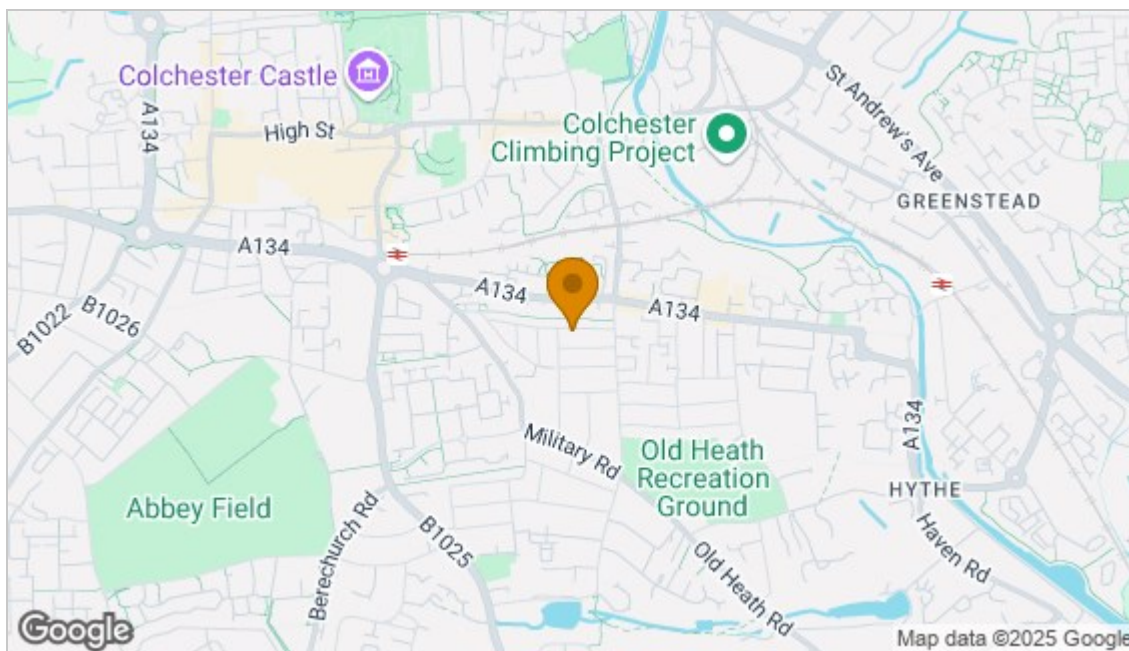 Colchester Castle
A134
High St
Colchester
Climbing Project
St Andrew's Ave
GREENSTEAD
A134
A134
A134
B1022
B1026
Military Rd
Old Heath
Recreation
Ground
A134
HYTHE
Abbey Field
Berechurch Rd
B1025
Old Heath Rd
Haven Rd
Google
Map data ©2025 Google